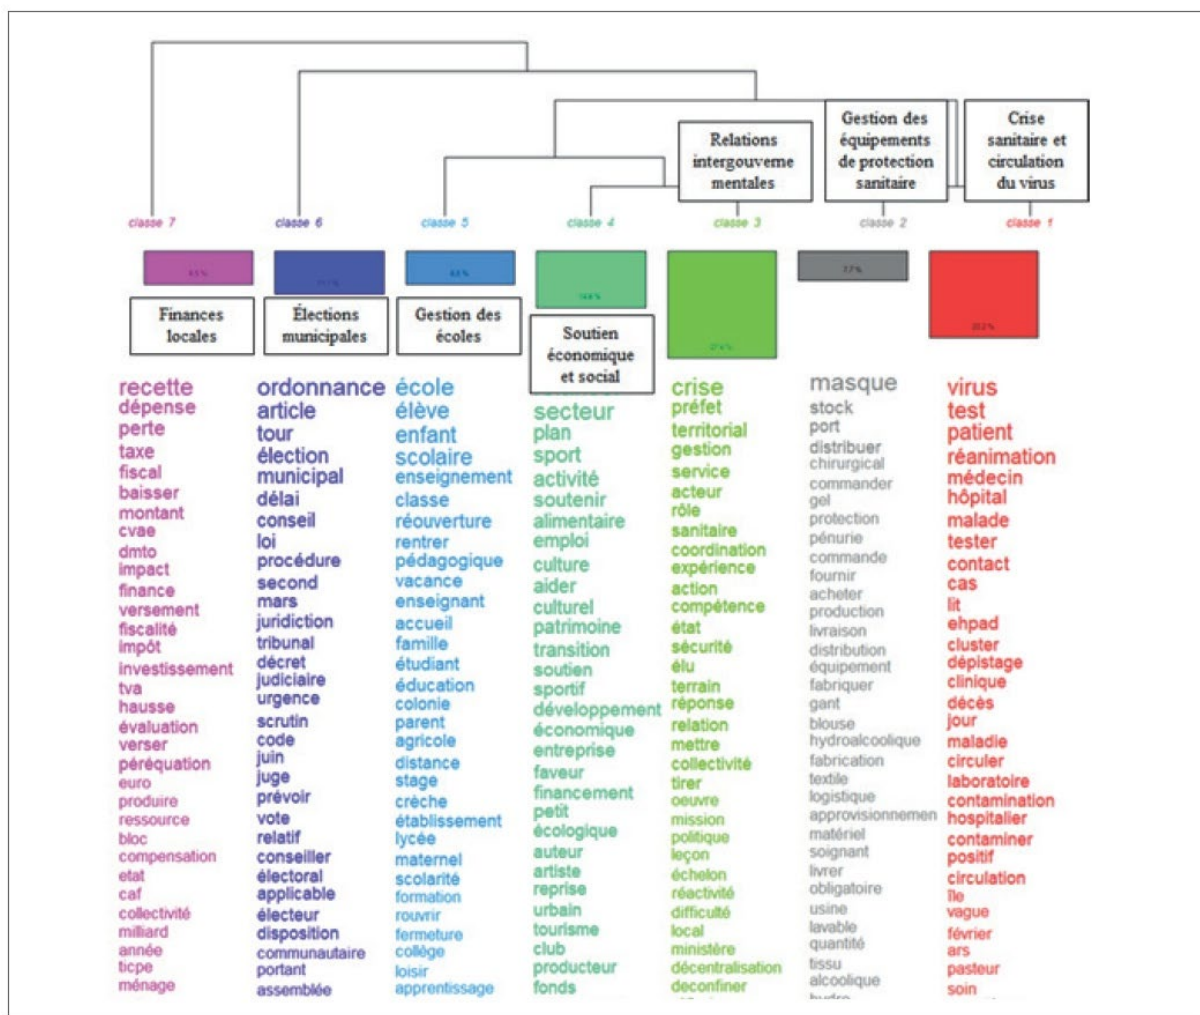 Relations
intergouverne
mentales
Gestion des
équipements
de protection
sanitaire
Crise
sanitaire et
circulation
du virus
classe 7
classe 6
classe 5
classe 4
classe 3
classe 2
classe 1
7.7 %
Finances
locales
recette
dépense
perte
taxe
fiscal
baisser
montant
cvae
dmto
impact
finance
versement
fiscalité
impôt
investissement
tva
hausse
évaluation
verser
péréquation
euro
produire
ressource
bloc
compensation
etat
caf
collectivité
milliard
année
ticpe
ménage
Élections
municipales
ordonnance
article
tour
élection
municipal
délai
conseil
loi
procédure
second
mars
juridiction
tribunal
décret
judiciaire
urgence
scrutin
code
juin
juge
prévoir
vote
relatif
conseiller
électoral
applicable
électeur
disposition
communautaire
portant
assemblée
Gestion des
écoles
école
élève
enfant
scolaire
enseignement
classe
réouverture
rentrer
pédagogique
vacance
enseignant
accueil
famille
étudiant
éducation
colonie
parent
agricole
distance
stage
crèche
établissement
lycée
maternel
scolarité
formation
rouvrir
fermeture
collège
loisir
apprentissage
Soutien
économique
et social
secteur
plan
sport
activité
soutenir
alimentaire
emploi
culture
aider
culturel
patrimoine
transition
soutien
sportif
développement
économique
entreprise
faveur
financement
petit
écologique
auteur
artiste
reprise
urbain
tourisme
club
producteur
fonds
crise
préfet
territorial
gestion
service
acteur
rôle
sanitaire
coordination
expérience
action
compétence
état
sécurité
élu
terrain
réponse
relation
mettre
collectivité
tirer
oeuvre
mission
politique
leçon
échelon
réactivité
difficulté
local
ministère
décentralisation
deconfiner
masque
stock
port
distribuer
chirurgical
commander
gel
protection
pénurie
commande
fournir
acheter
production
livraison
distribution
équipement
fabriquer
gant
blouse
hydroalcoolique
fabrication
textile
logistique
approvisionnemen
matériel
soignant
livrer
obligatoire
usine
lavable
quantité
tissu
alcoolique
virus
test
patient
réanimation
médecin
hôpital
malade
tester
contact
cas
lit
ehpad
cluster
dépistage
clinique
décès
jour
maladie
circuler
laboratoire
contamination
hospitalier
contaminer
positif
circulation
île
vague
février
ars
pasteur
soin